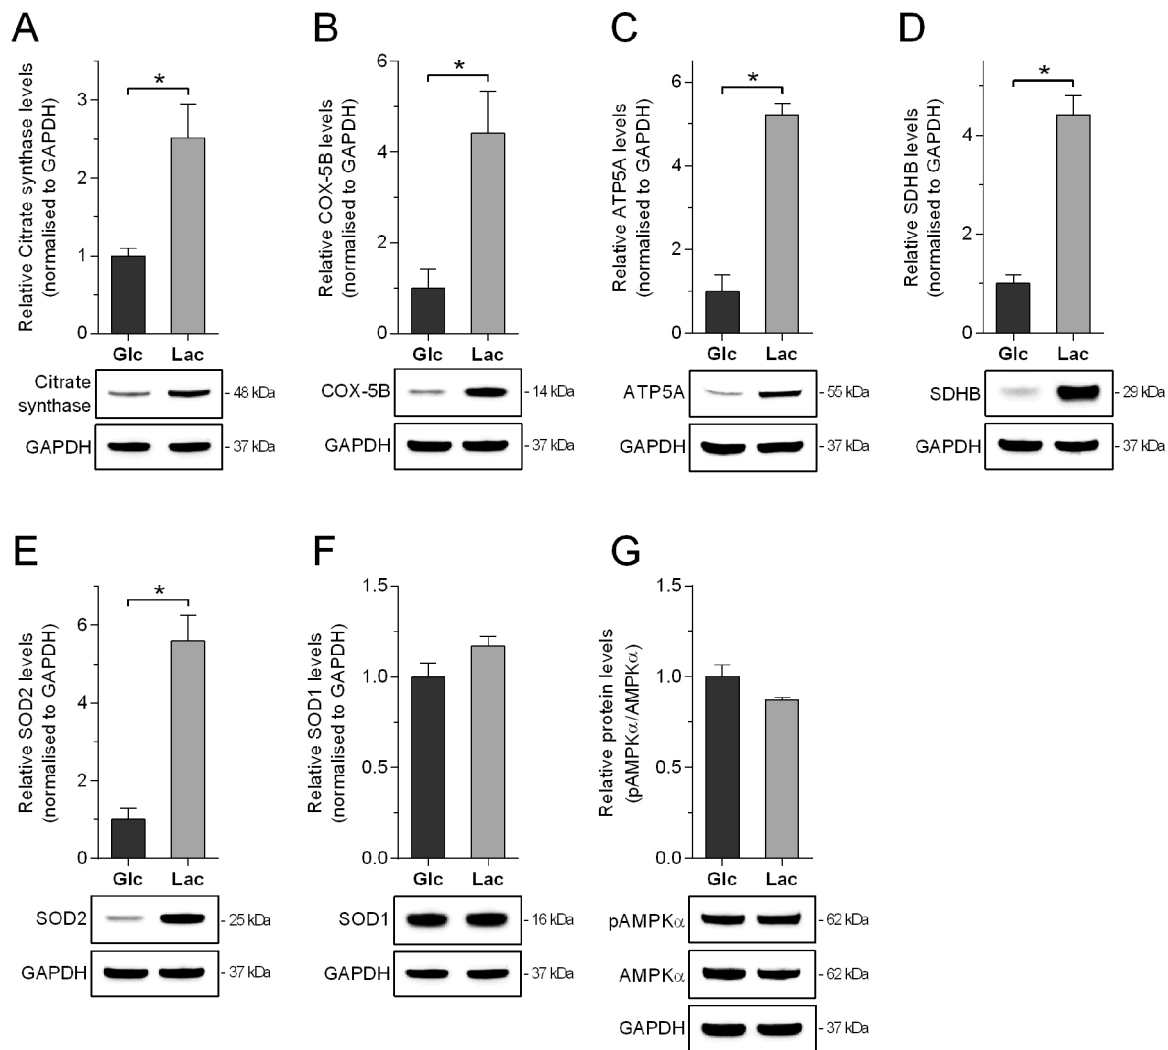 A
Relative Citrate synthase levels
(normalised to GAPDH)
3
2
1
0
*
Glc Lac
Citrate
synthase
- 48 kDa
GAPDH
- 37 kDa
B
Relative COX-5B levels
(normalised to GAPDH)
6
4
2
0
*
Glc Lac
COX-5B
- 14 kDa
GAPDH
- 37 kDa
C
Relative ATP5A levels
(normalised to GAPDH)
6
4
2
0
*
Glc Lac
ATP5A
- 55 kDa
GAPDH
- 37 kDa
D
Relative SDHB levels
(normalised to GAPDH)
4
2
0
*
Glc Lac
SDHB
- 29 kDa
GAPDH
- 37 kDa
E
Relative SOD2 levels
(normalised to GAPDH)
6
4
2
0
*
Glc Lac
SOD2
- 25 kDa
GAPDH
- 37 kDa
F
Relative SOD1 levels
(normalised to GAPDH)
1.5
1.0
0.5
0.0
Glc Lac
SOD1
- 16 kDa
GAPDH
- 37 kDa
G
Relative protein levels
(pAMPKα/AMPKα)
1.5
1.0
0.5
0.0
Glc Lac
pAMPKα
- 62 kDa
AMPKα
- 62 kDa
GAPDH
- 37 kDa